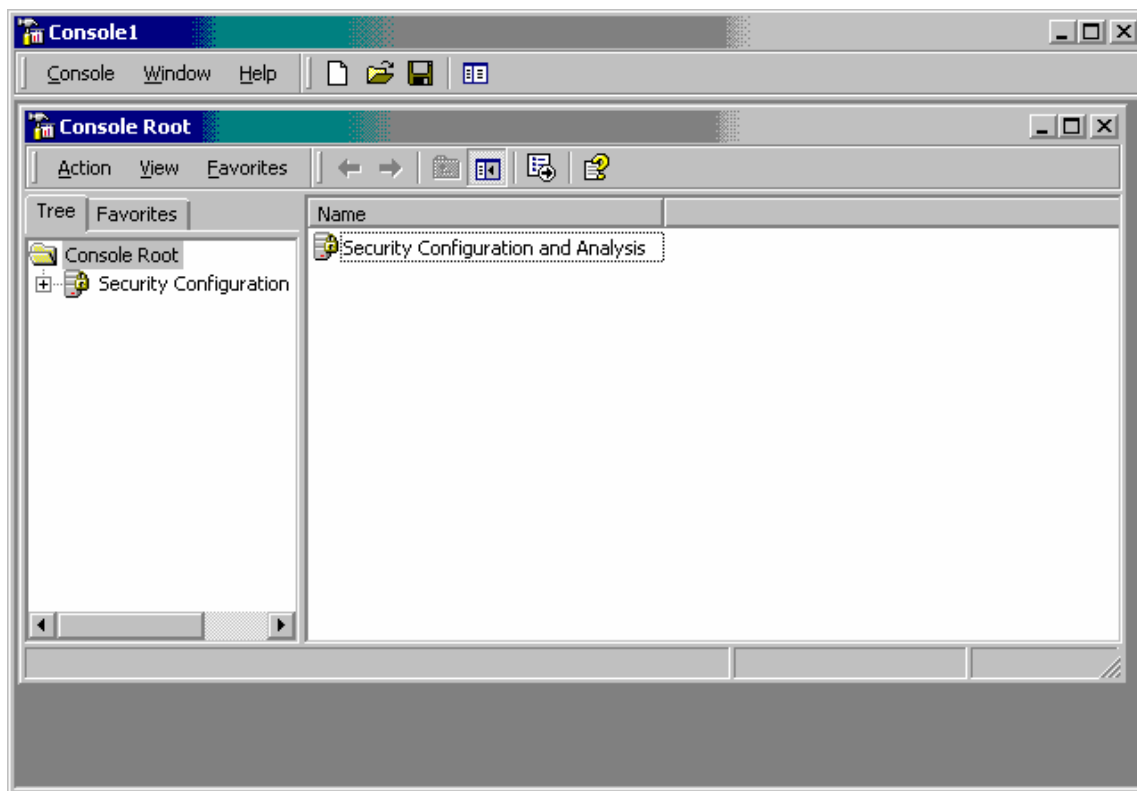 Console1
Console Window Help
Console Root
Action View Favorites
Tree Favorites
Name
Console Root
Security Configuration and Analysis
Security Configuration